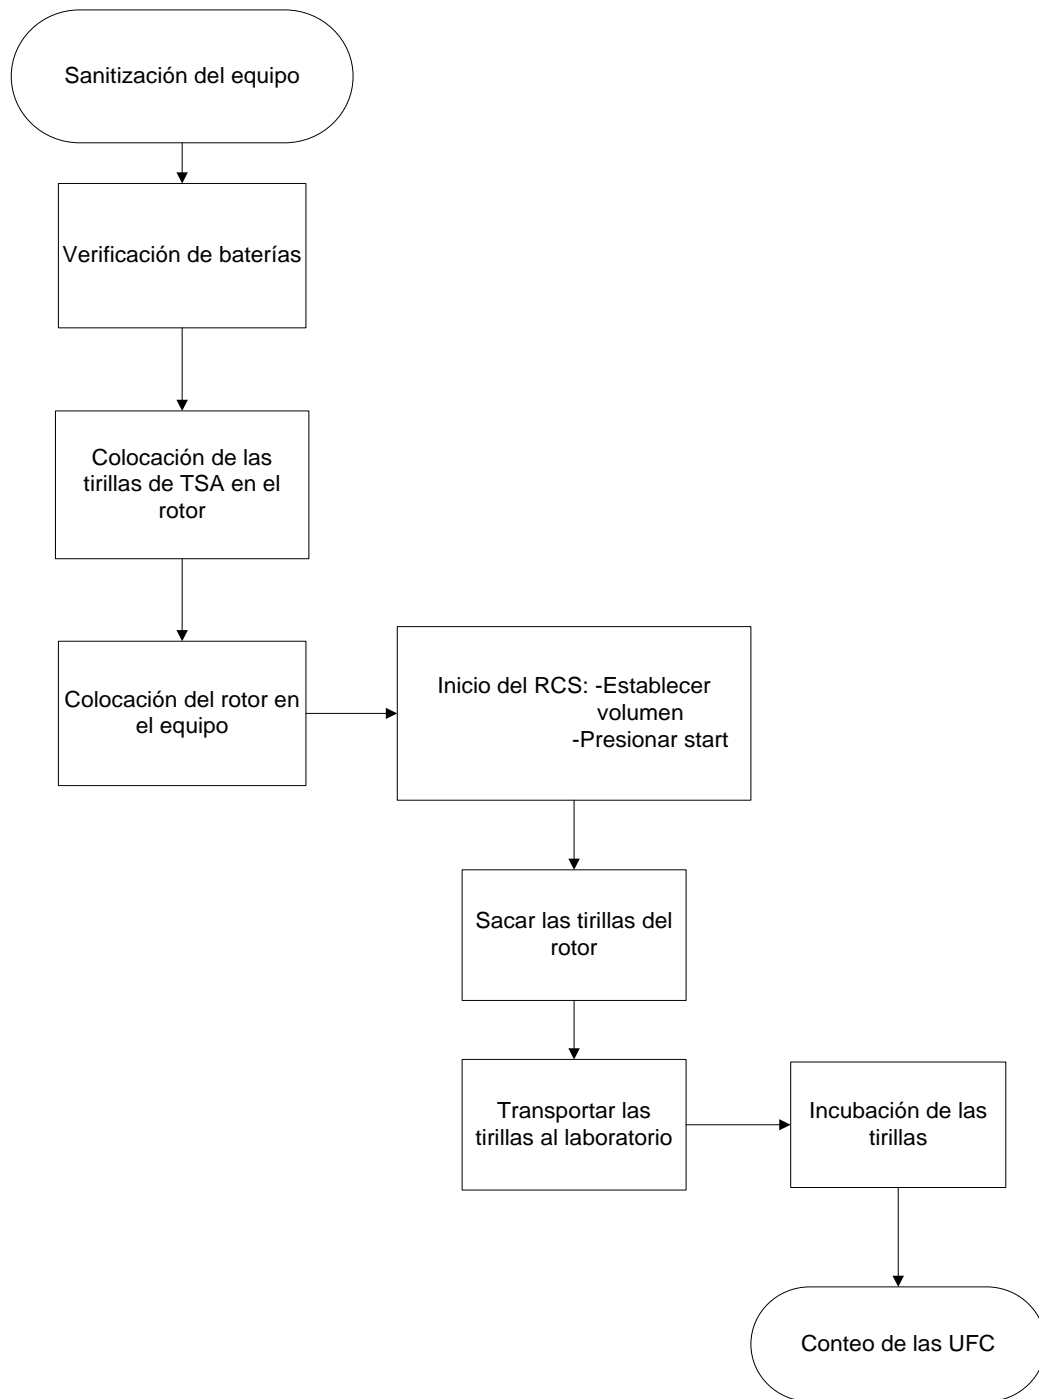 Sanitización del equipo
Verificación de baterías
Colocación de las
tirillas de TSA en el
rotor
Colocación del rotor en
el equipo
Inicio del RCS: -Establecer
volumen
-Presionar start
Sacar las tirillas del
rotor
Transportar las
tirillas al laboratorio
Incubación de las
tirillas
Conteo de las UFC